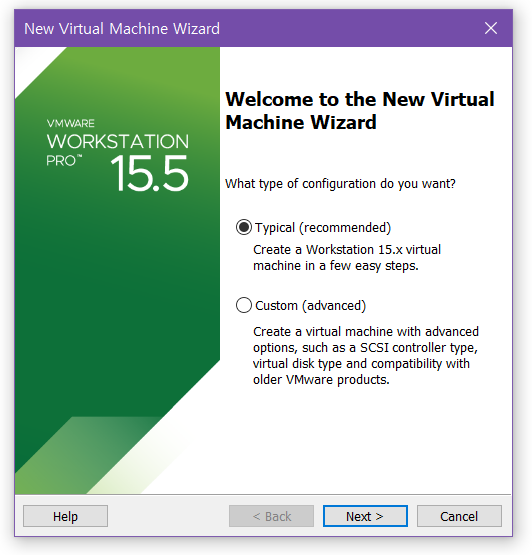 New Virtual Machine Wizard
VMWARE
WORKSTATION
PRO™ 15.5
Welcome to the New Virtual
Machine Wizard
What type of configuration do you want?
Typical (recommended)
Create a Workstation 15.x virtual
machine in a few easy steps.
Custom (advanced)
Create a virtual machine with advanced
options, such as a SCSI controller type,
virtual disk type and compatibility with
older VMware products.
Help
< Back
Next >
Cancel